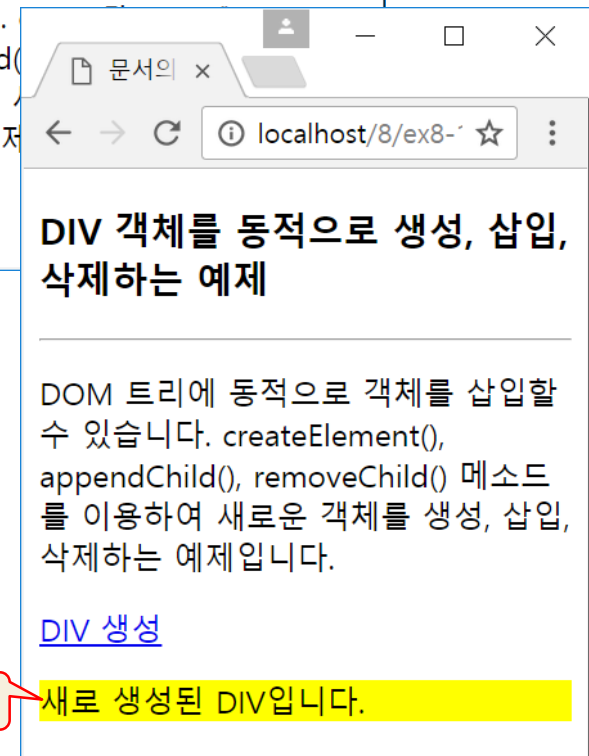 문서의
localhost/8/ex8-1
DIV 객체를 동적으로 생성, 삽입,
삭제하는 예제
DOM 트리에 동적으로 객체를 삽입할
수 있습니다. createElement(),
appendChild(), removeChild() 메소드
를 이용하여 새로운 객체를 생성, 삽입,
삭제하는 예제입니다.
DIV 생성
새로 생성된 DIV입니다.